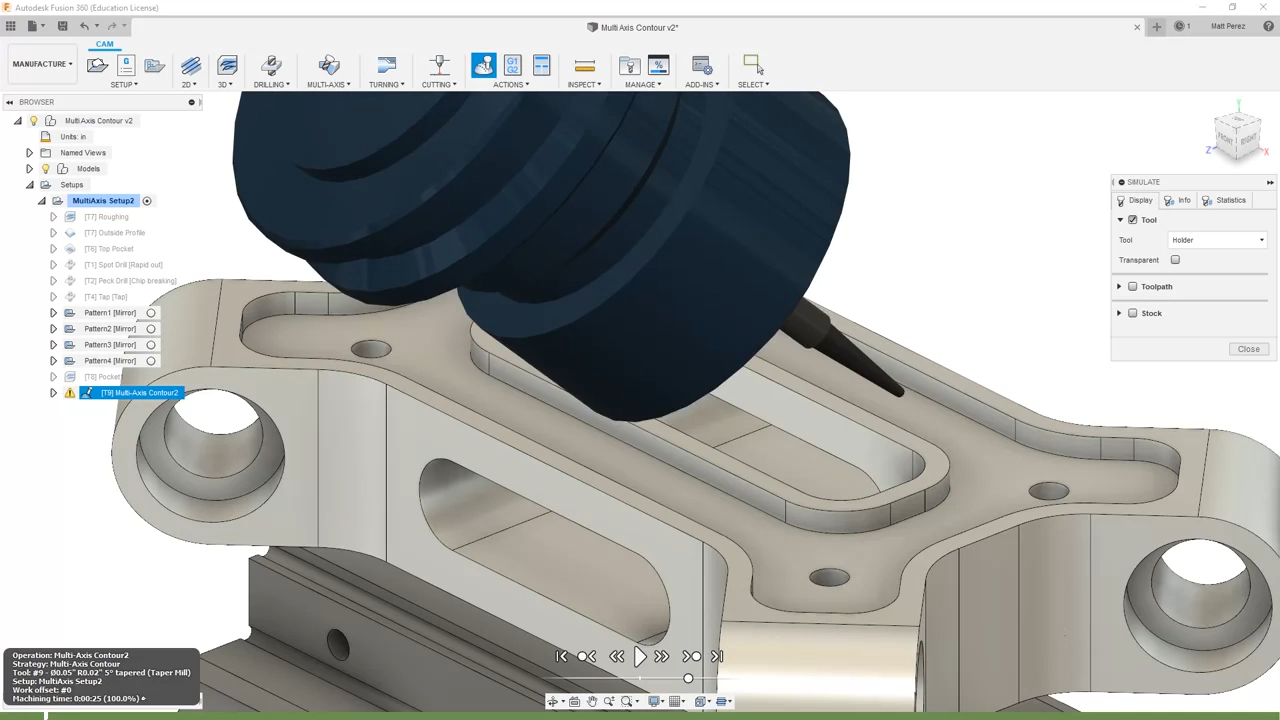 Autodesk Fusion 360 (Education License)
Multi Axis Contour v2*
1
Matt Perez
MANUFACTURE
CAM
G1
G2
%
SETUP
2D
3D
DRILLING
MULTI-AXIS
TURNING
CUTTING
ACTIONS
INSPECT
MANAGE
ADD-INS
SELECT
BROWSER
Multi Axis Contour v2
Units: in
Named Views
Models
Setups
MultiAxis Setup2
[T7] Roughing
[T7] Outside Profile
[T6] Top Pocket
[T1] Spot Drill [Rapid out]
[T2] Peck Drill [Chip breaking]
[T4] Tap [Tap]
Pattern1 [Mirror]
Pattern2 [Mirror]
Pattern3 [Mirror]
Pattern4 [Mirror]
[T8] Pocket
[T9] Multi-Axis Contour2
Y
Z
X
FRONT
RIGHT
SIMULATE
Display
Info
Statistics
Tool
Tool
Holder
Transparent
Toolpath
Stock
Close
Operation: Multi-Axis Contour2
Strategy: Multi-Axis Contour
Tool: #9 - Ø0.05" R0.02" 5° tapered (Taper Mill)
Setup: MultiAxis Setup2
Work offset: #0
Machining time: 0:00:25 (100.0%)